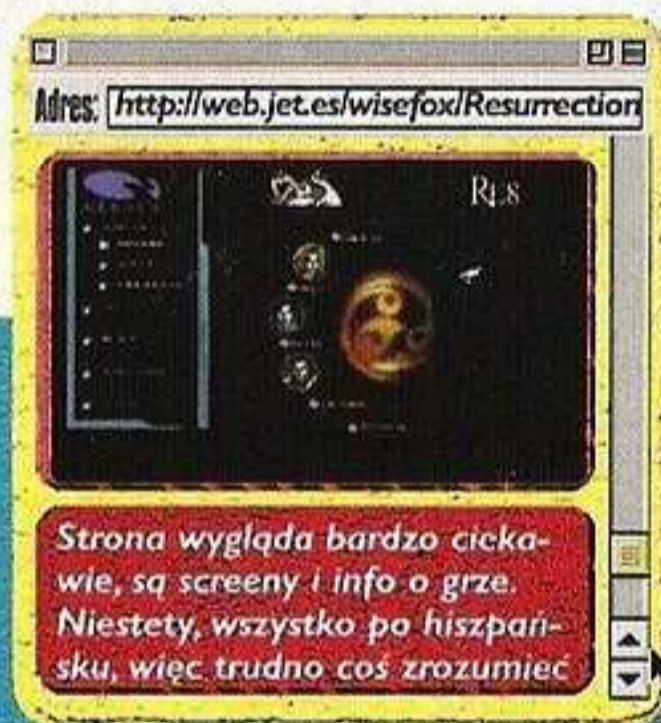 Adres: http://web.jet.es/wisefox/Resurrection
Strona wygląda bardzo cieka-
wie, są screeny i info o grze.
Niestety, wszystko po hiszpań-
sku, więc trudno coś zrozumieć